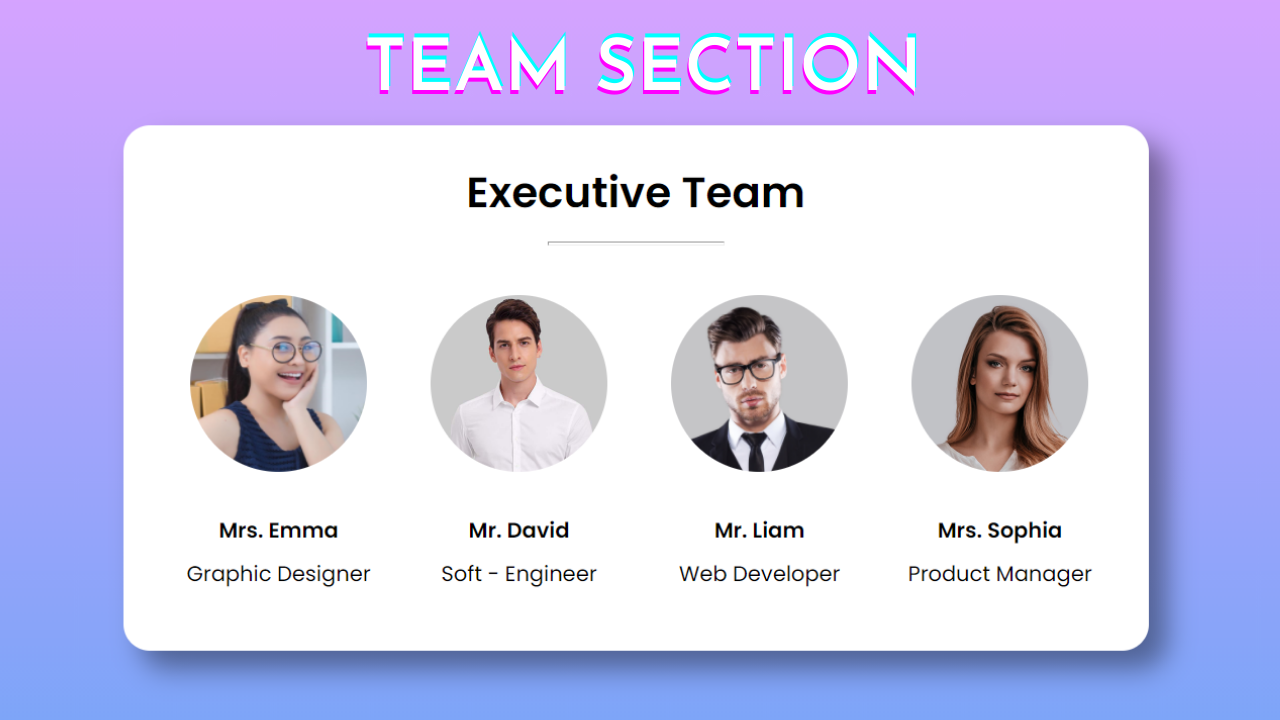 TEAM SECTION
Executive Team
Mrs. Emma
Mr. David
Mr. Liam
Mrs. Sophia
Graphic Designer
Soft - Engineer
Web Developer
Product Manager